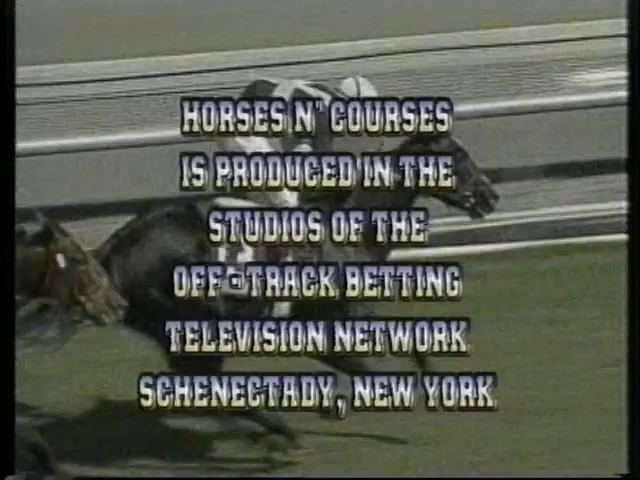 HORSES N' COURSES
IS PRODUCED IN THE
STUDIOS OF THE
OFF-TRACK BETTING
TELEVISION NETWORK
SCHENECTADY, NEW YORK